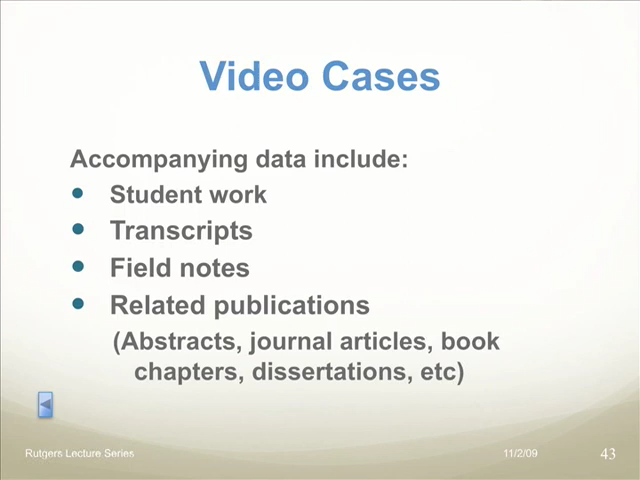 Video Cases
Accompanying data include:
• Student work
• Transcripts
• Field notes
• Related publications
(Abstracts, journal articles, book
chapters, dissertations, etc)
Rutgers Lecture Series 11/2/09 43